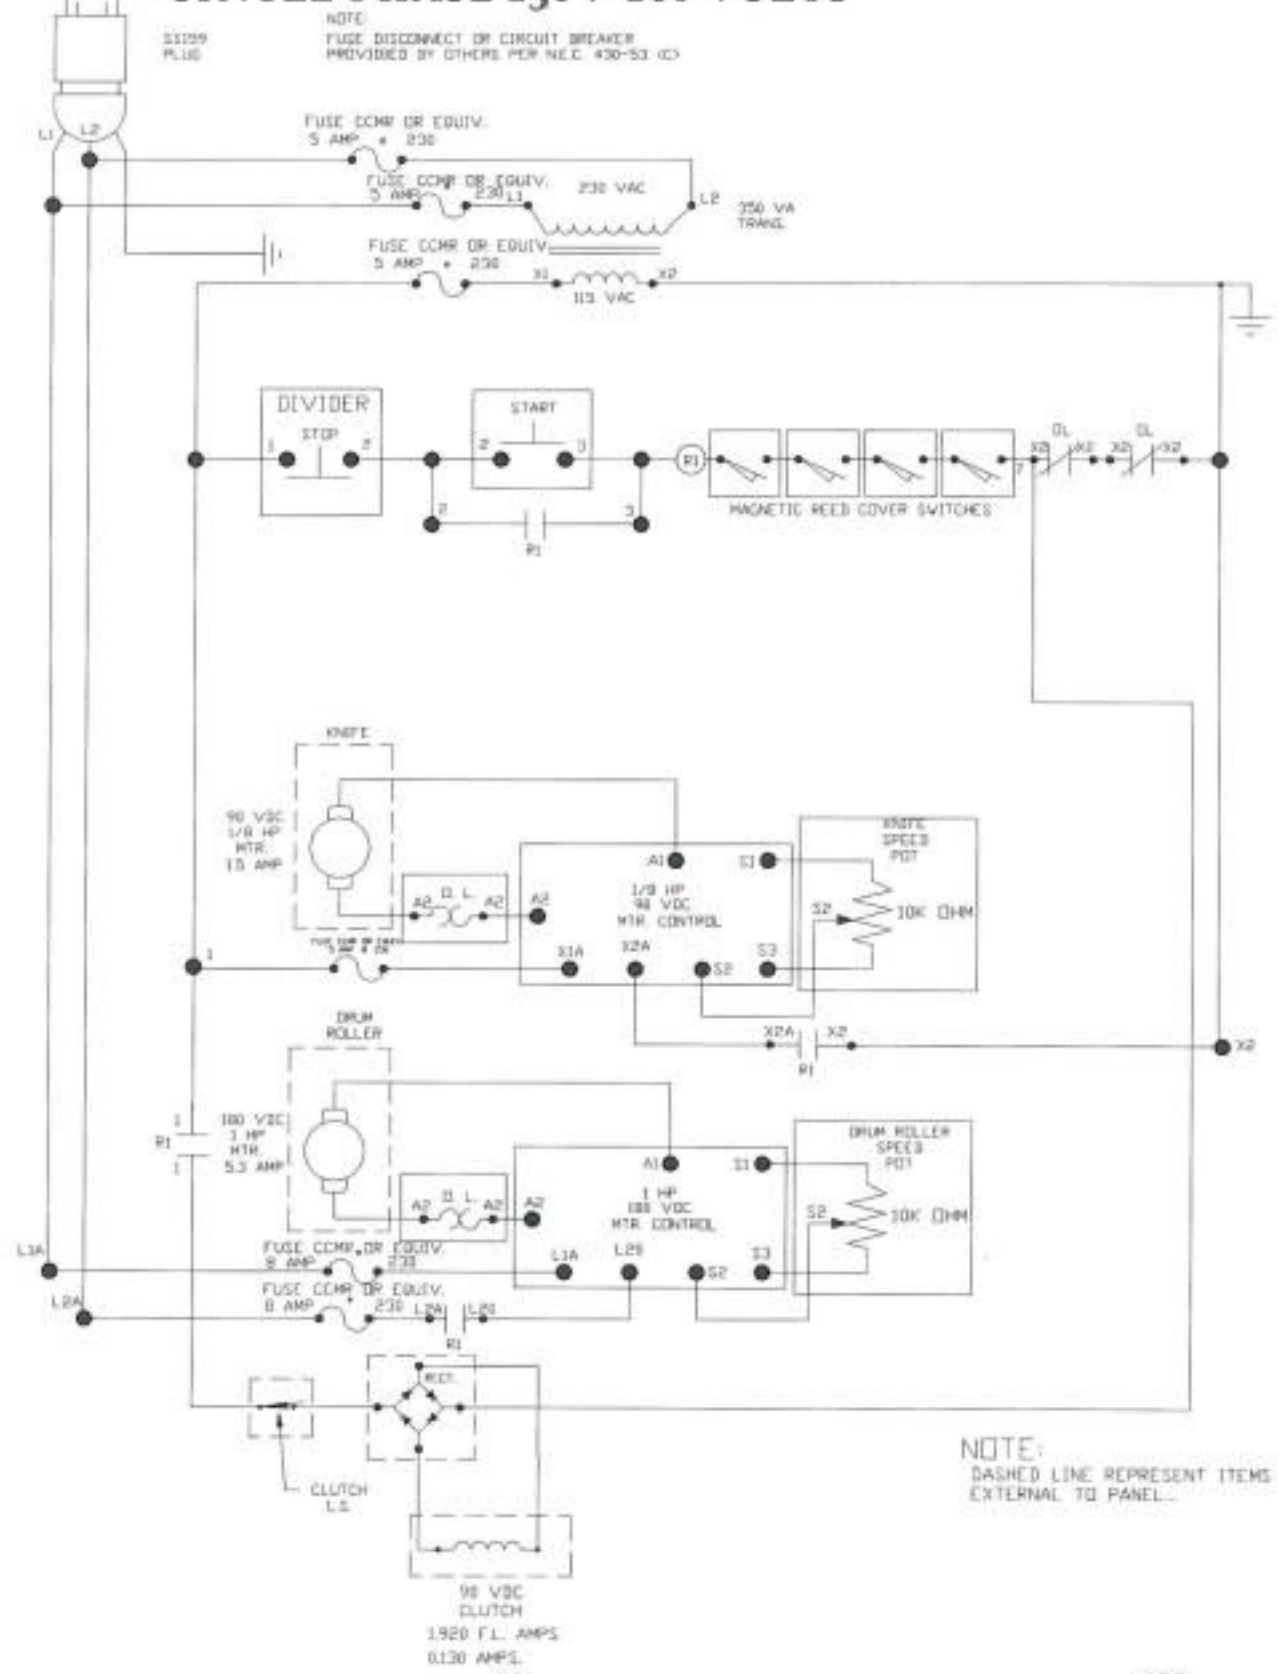 NOTE:
SS199
PLUG
FUSE DISCONNECT OR CIRCUIT BREAKER
PROVIDED BY OTHERS PER N.E.C. 430-53 (C)
L1
L2
FUSE CCMR OR EQUIV.
5 AMP 230
FUSE CCMR OR EQUIV.
5 AMP 230 L1
230 VAC
L2
350 VA
TRANS.
FUSE CCMR OR EQUIV
5 AMP 230
X1
X2
115 VAC
DIVIDER
STOP
1
2
START
2
3
R1
7
X2
OL
X2
OL
X2
2
3
R1
MAGNETIC REED COVER SWITCHES
KNIFE
90 VDC
1/8 HP
MTR.
AMP
A2
O.L.
A2
A2
A1
S1
1/8 HP
90 VDC
MTR. CONTROL
X1A
X2A
S2
S3
KNIFE
SPEED
POT
S2
10K OHM
1
X2A
X2
R1
X2
DRUM
ROLLER
1
R1
1
180 VDC
1 HP
MTR.
5.3 AMP
A2
O.L.
A2
A2
A1
S1
1 HP
180 VDC
MTR. CONTROL
L1A
L2B
S2
S3
DRUM ROLLER
SPEED
POT
S2
10K OHM
L1A
FUSE CCMR OR EQUIV.
8 AMP 230
L2A
FUSE CCMR OR EQUIV.
8 AMP 230
L2A
L2B
R1
RECT.
CLUTCH
L.S.
NOTE:
DASHED LINE REPRESENT ITEMS
EXTERNAL TO PANEL.
90 VDC
CLUTCH
1.920 F.L. AMPS
0.130 AMPS.